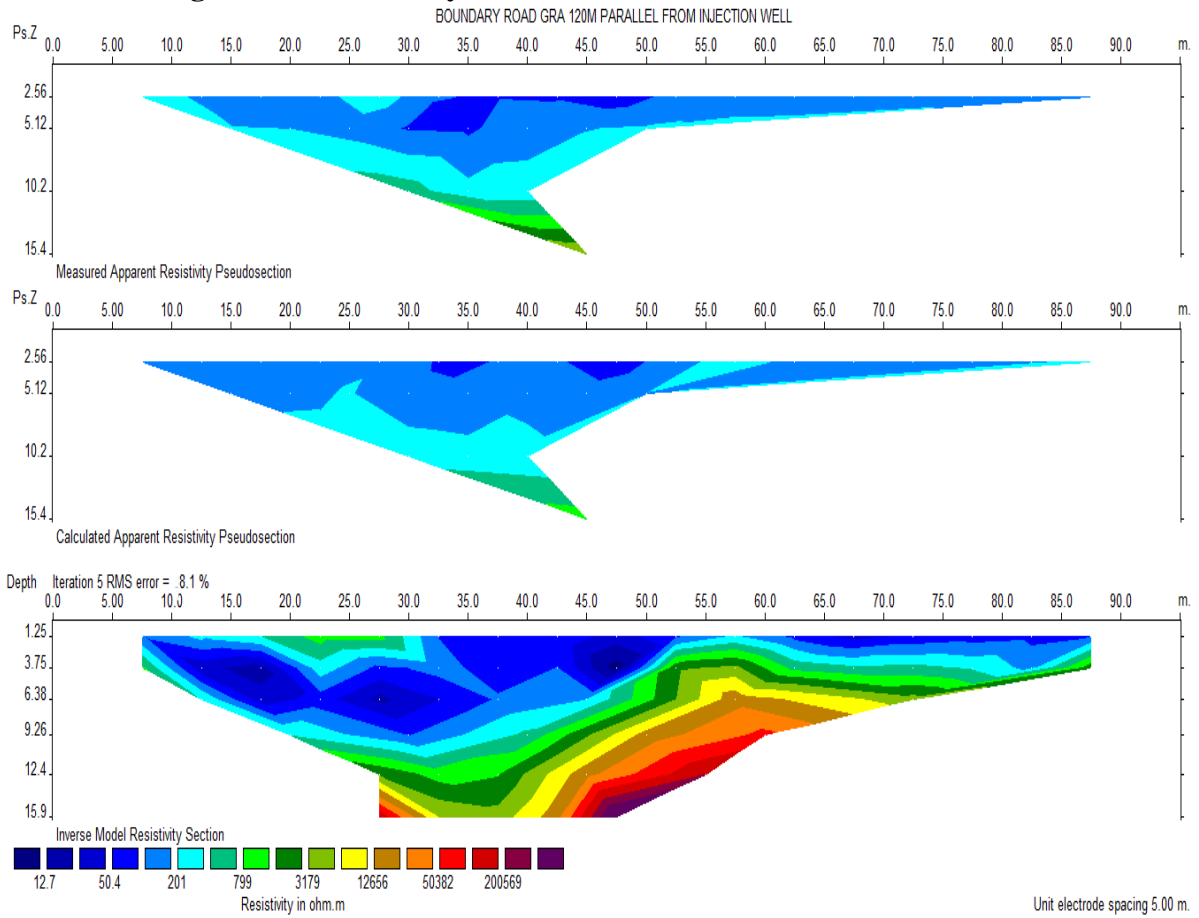 BOUNDARY ROAD GRA 120M PARALLEL FROM INJECTION WELL
Ps.Z 0.0 5.00 10.0 15.0 20.0 25.0 30.0 35.0 40.0 45.0 50.0 55.0 60.0 65.0 70.0 75.0 80.0 85.0 90.0 m.
2.56
5.12
10.2
15.4
Measured Apparent Resistivity Pseudosection
Ps.Z 0.0 5.00 10.0 15.0 20.0 25.0 30.0 35.0 40.0 45.0 50.0 55.0 60.0 65.0 70.0 75.0 80.0 85.0 90.0 m.
2.56
5.12
10.2
15.4
Calculated Apparent Resistivity Pseudosection
Depth Iteration 5 RMS error = .8.1 %
0.0 5.00 10.0 15.0 20.0 25.0 30.0 35.0 40.0 45.0 50.0 55.0 60.0 65.0 70.0 75.0 80.0 85.0 90.0 m.
1.25
3.75
6.38
9.26
12.4
15.9
Inverse Model Resistivity Section
12.7 50.4 201 799 3179 12656 50382 200569
Resistivity in ohm.m Unit electrode spacing 5.00 m.